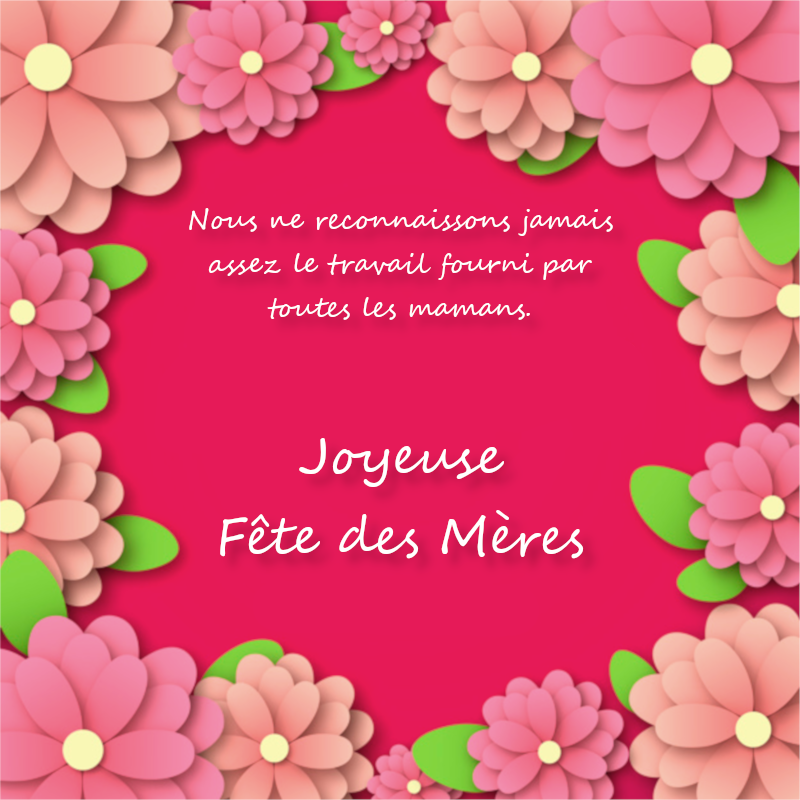 Nous ne reconnaissons jamais
assez le travail fourni par
toutes les mamans.
Joyeuse
Fête des Mères